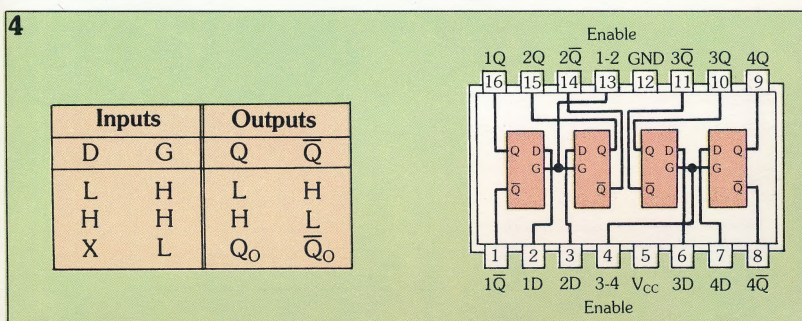 4
Inputs Outputs
D G Q Q̅
L H L H
H H H L
X L Q₀ Q̅₀
Enable
1Q 2Q 2Q̅ 1-2 GND 3Q̅ 3Q 4Q
16 15 14 13 12 11 10 9
Q D D Q Q D D Q
G G G G
Q̅ Q̅ Q̅ Q̅
1 2 3 4 5 6 7 8
1Q̅ 1D 2D 3-4 V_CC 3D 4D 4Q̅
Enable